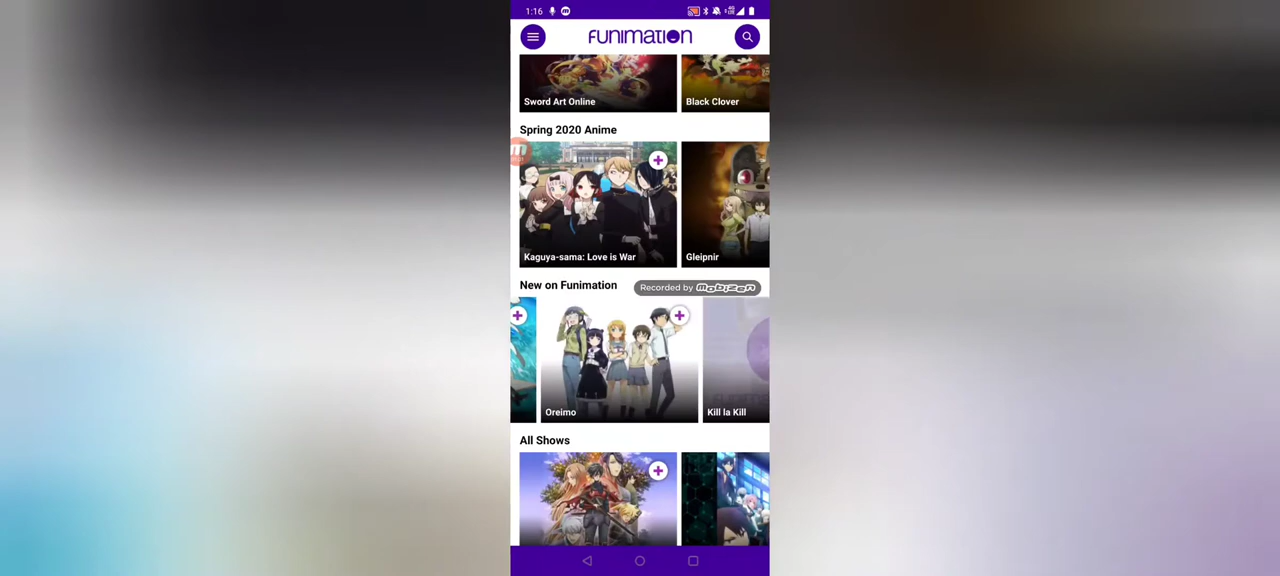 1:16
FUNIMATION
Sword Art Online
Black Clover
Spring 2020 Anime
Kaguya-sama: Love is War
Gleipnir
New on Funimation
Recorded by mobizen
Oreimo
Kill la Kill
All Shows